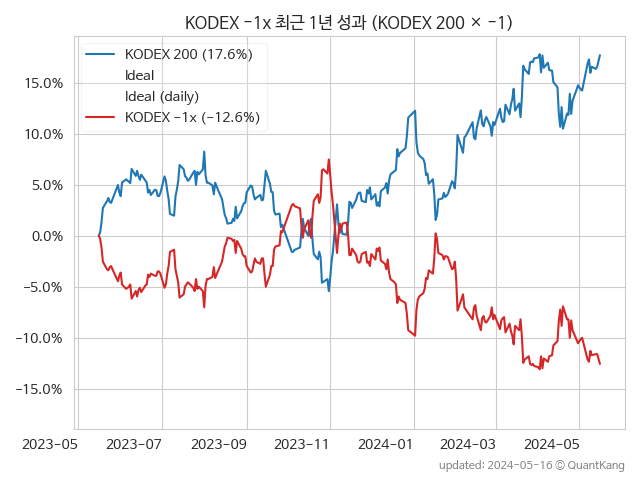 KODEX -1x 최근 1년 성과 (KODEX 200 × -1)
KODEX 200 (17.6%)
Ideal
Ideal (daily)
KODEX -1x (-12.6%)
15.0%
10.0%
5.0%
0.0%
-5.0%
-10.0%
-15.0%
2023-05 2023-07 2023-09 2023-11 2024-01 2024-03 2024-05
updated: 2024-05-16 © QuantKang